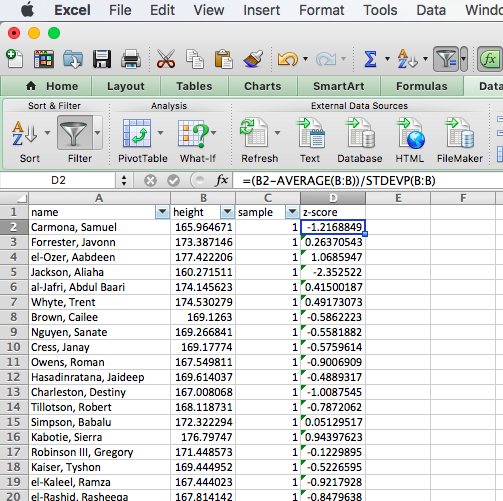 Excel File Edit View Insert Format Tools Data Window
Home Layout Tables Charts SmartArt Formulas Data
Sort & Filter Analysis External Data Sources
Sort Filter PivotTable What-If Refresh Text Database HTML FileMaker
D2 fx =(B2-AVERAGE(B:B))/STDEVP(B:B)
A B C D E F
1 name height sample z-score
2 Carmona, Samuel 165.964671 1 -1.2168849
3 Forrester, Javonn 173.387146 1 0.26370543
4 el-Ozer, Aabdeen 177.422206 1 1.0685947
5 Jackson, Aliaha 160.271511 1 -2.352522
6 al-Jafri, Abdul Baari 174.145623 1 0.41500187
7 Whyte, Trent 174.530279 1 0.49173073
8 Brown, Cailee 169.1263 1 -0.5862223
9 Nguyen, Sanate 169.266841 1 -0.5581882
10 Cress, Janay 169.17774 1 -0.5759614
11 Owens, Roman 167.549811 1 -0.9006909
12 Hasadinratana, Jaideep 169.614037 1 -0.4889317
13 Charleston, Destiny 167.008068 1 -1.0087545
14 Tillotson, Robert 168.118731 1 -0.7872062
15 Simpson, Babalu 172.322294 1 0.05129517
16 Kabotie, Sierra 176.79747 1 0.94397623
17 Robinson III, Gregory 171.448573 1 -0.1229895
18 Kaiser, Tyshon 169.444952 1 -0.5226595
19 el-Kaleel, Ramza 167.444023 1 -0.9217928
20 el-Rashid, Rasheeqa 167.814142 1 -0.8479638